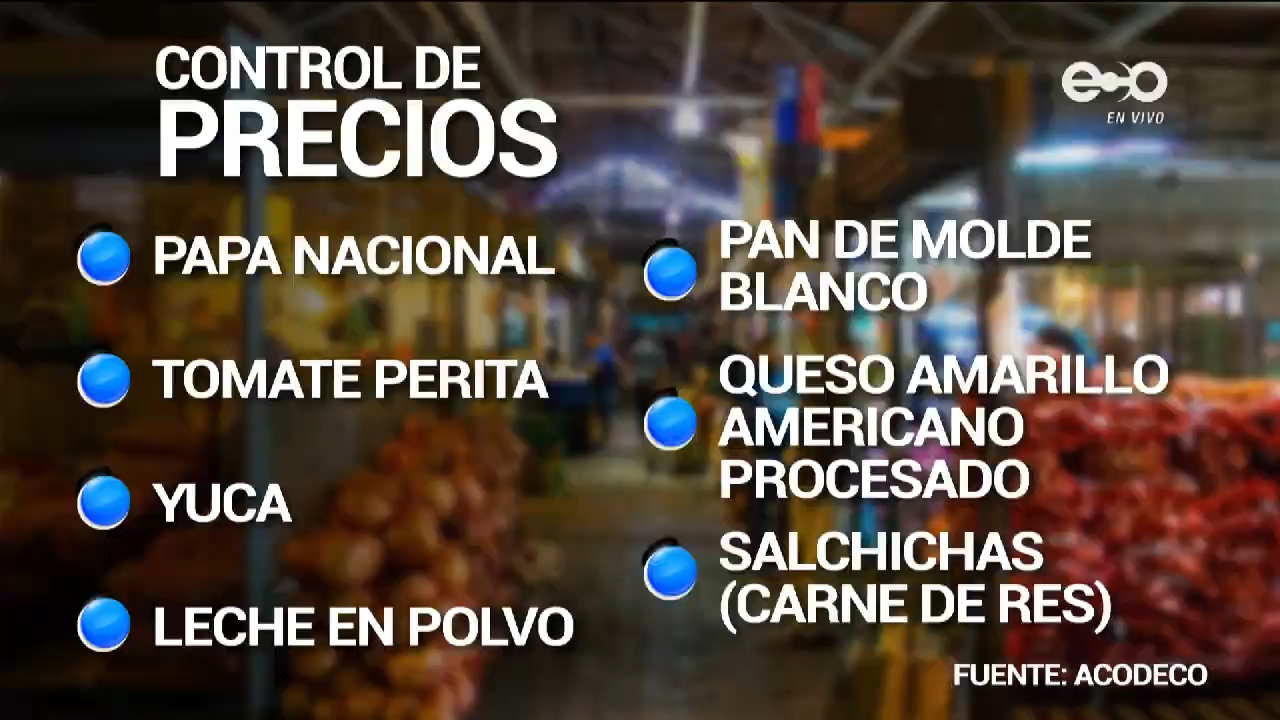 CONTROL DE
PRECIOS
eco
EN VIVO
PAPA NACIONAL
TOMATE PERITA
YUCA
LECHE EN POLVO
PAN DE MOLDE
BLANCO
QUESO AMARILLO
AMERICANO
PROCESADO
SALCHICHAS
(CARNE DE RES)
FUENTE: ACODECO